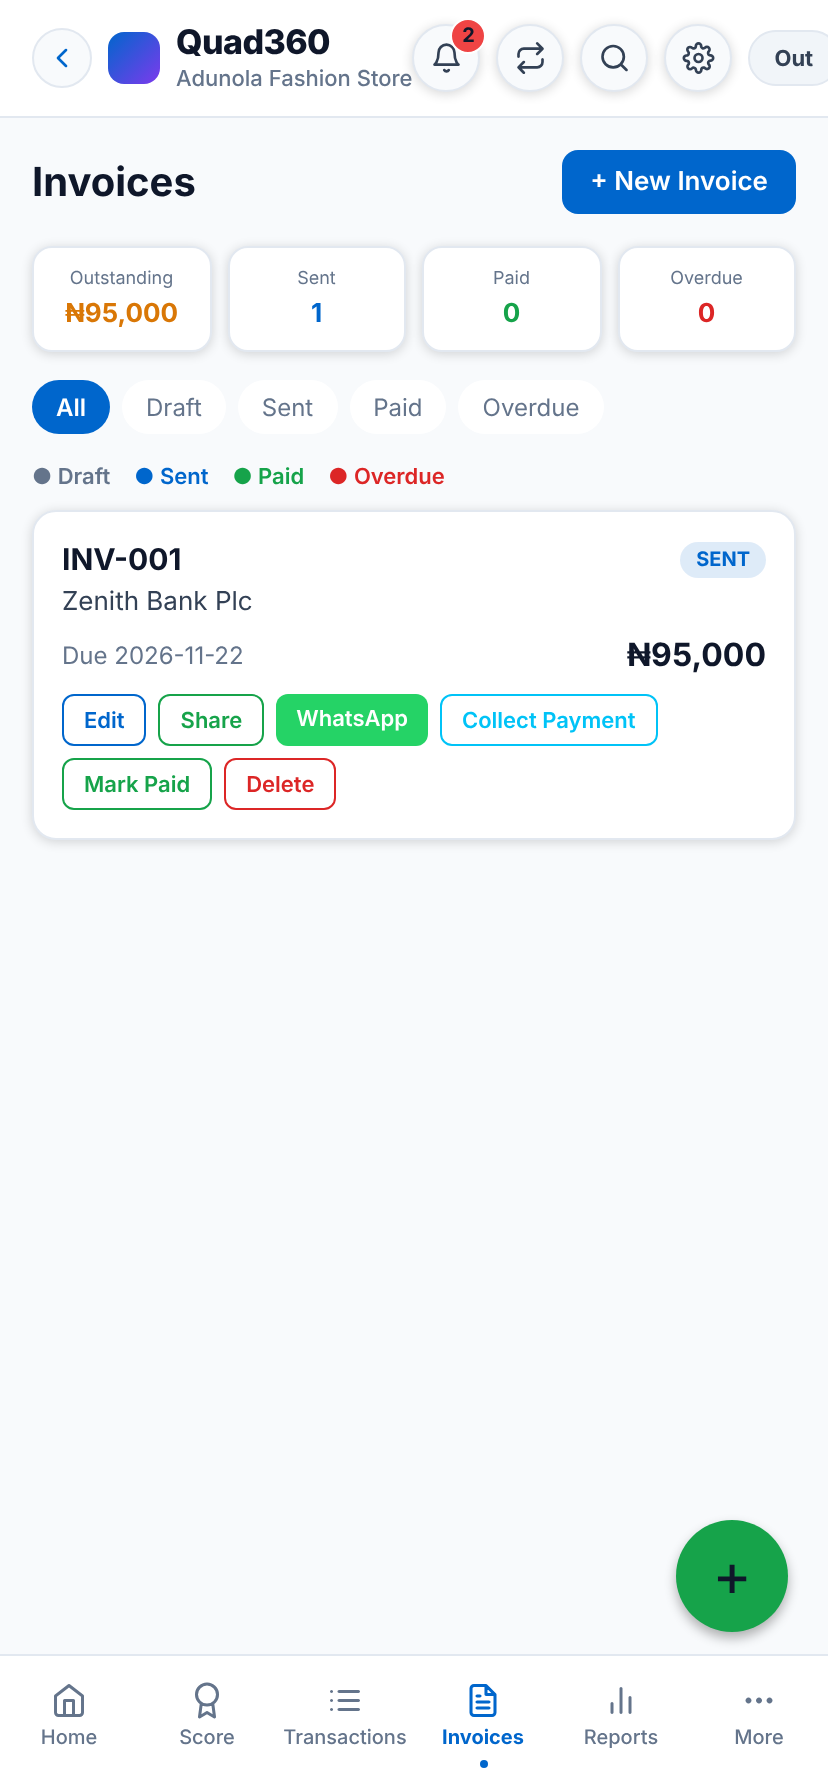 Quad360
Adunola Fashion Store
2
Out
Invoices
+ New Invoice
Outstanding
₦95,000
Sent
1
Paid
0
Overdue
0
All
Draft
Sent
Paid
Overdue
Draft
Sent
Paid
Overdue
INV-001
SENT
Zenith Bank Plc
Due 2026-11-22
₦95,000
Edit
Share
WhatsApp
Collect Payment
Mark Paid
Delete
+
Home
Score
Transactions
Invoices
Reports
More